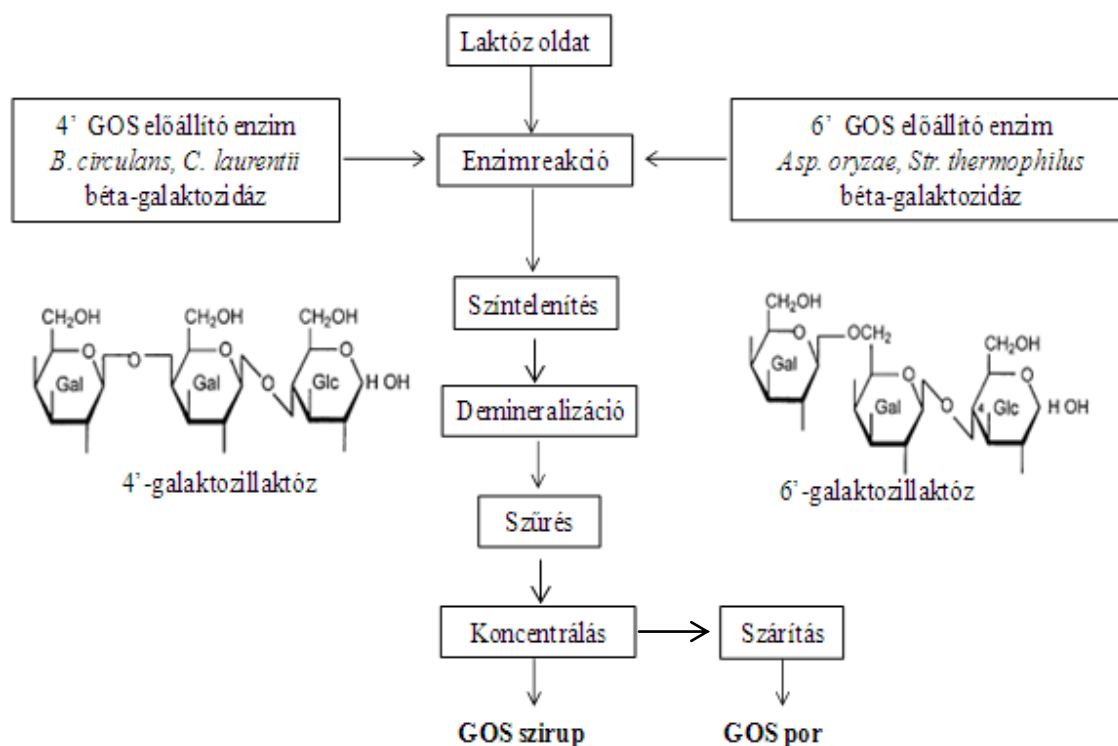 Laktóz oldat
4’ GOS előállító enzim
B. circulans, C. laurentii
béta-galaktozidáz
Enzimreakció
6’ GOS előállító enzim
Asp. oryzae, Str. thermophilus
béta-galaktozidáz
Színtelenítés
CH₂OH
CH₂OH
CH₂OH
O
O
O
O
O
Gal
Gal
Glc
H OH
4’-galaktozillaktóz
Demineralizáció
CH₂OH
O
OCH₂
Gal
CH₂OH
O
O
O
Gal
4
Glc
H OH
6’-galaktozillaktóz
Szűrés
Koncentrálás
Szárítás
GOS szirup
GOS por